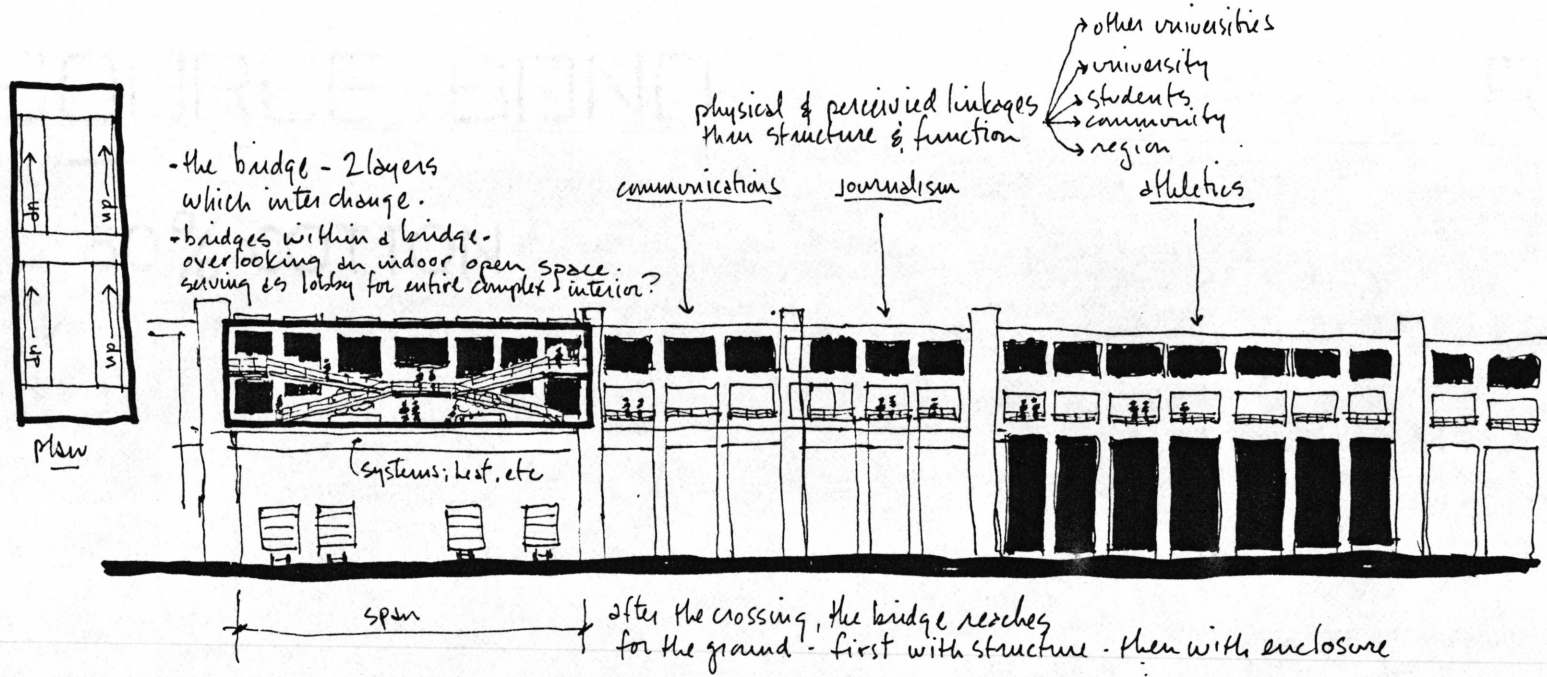 other universities
university
students
community
region
physical & percievied linkages
thru structure & function
-the bridge - 2 layers
which interchange.
-bridges within a bridge-
overlooking an indoor open space.
serving as lobby for entire complex interior?
communications
journalism
athletics
up
up
up
up
plan
systems; heat, etc
span
after the crossing, the bridge reaches
for the ground - first with structure - then with enclosure